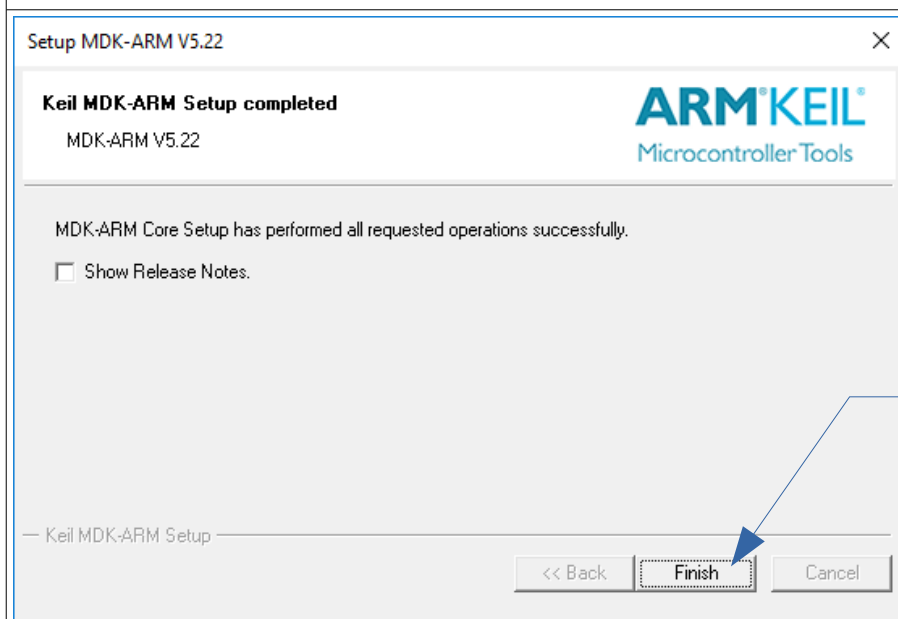 Setup MDK-ARM V5.22
Keil MDK-ARM Setup completed
MDK-ARM V5.22
ARM® KEIL®
Microcontroller Tools
MDK-ARM Core Setup has performed all requested operations successfully.
Show Release Notes.
Keil MDK-ARM Setup
<< Back Finish Cancel